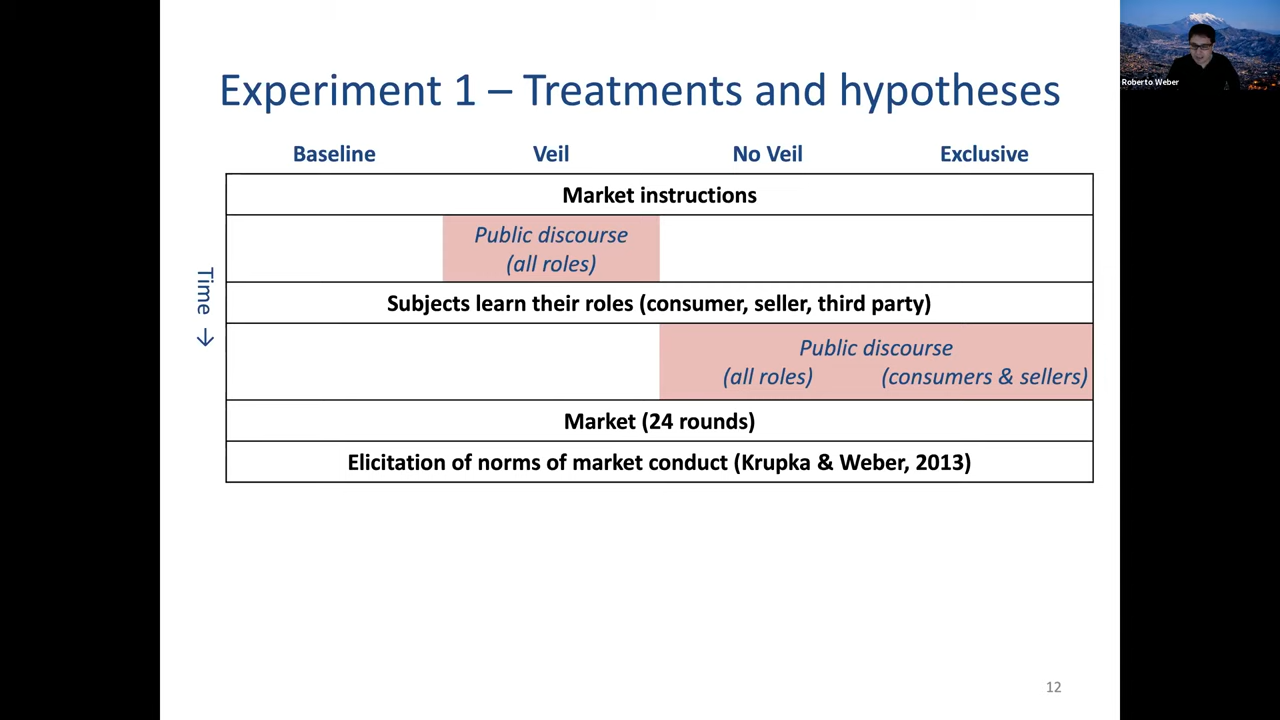 Roberto Weber
Experiment 1 – Treatments and hypotheses
Baseline Veil No Veil Exclusive
Market instructions
Public discourse
(all roles)
Subjects learn their roles (consumer, seller, third party)
Time →
Public discourse
(all roles) (consumers & sellers)
Market (24 rounds)
Elicitation of norms of market conduct (Krupka & Weber, 2013)
12